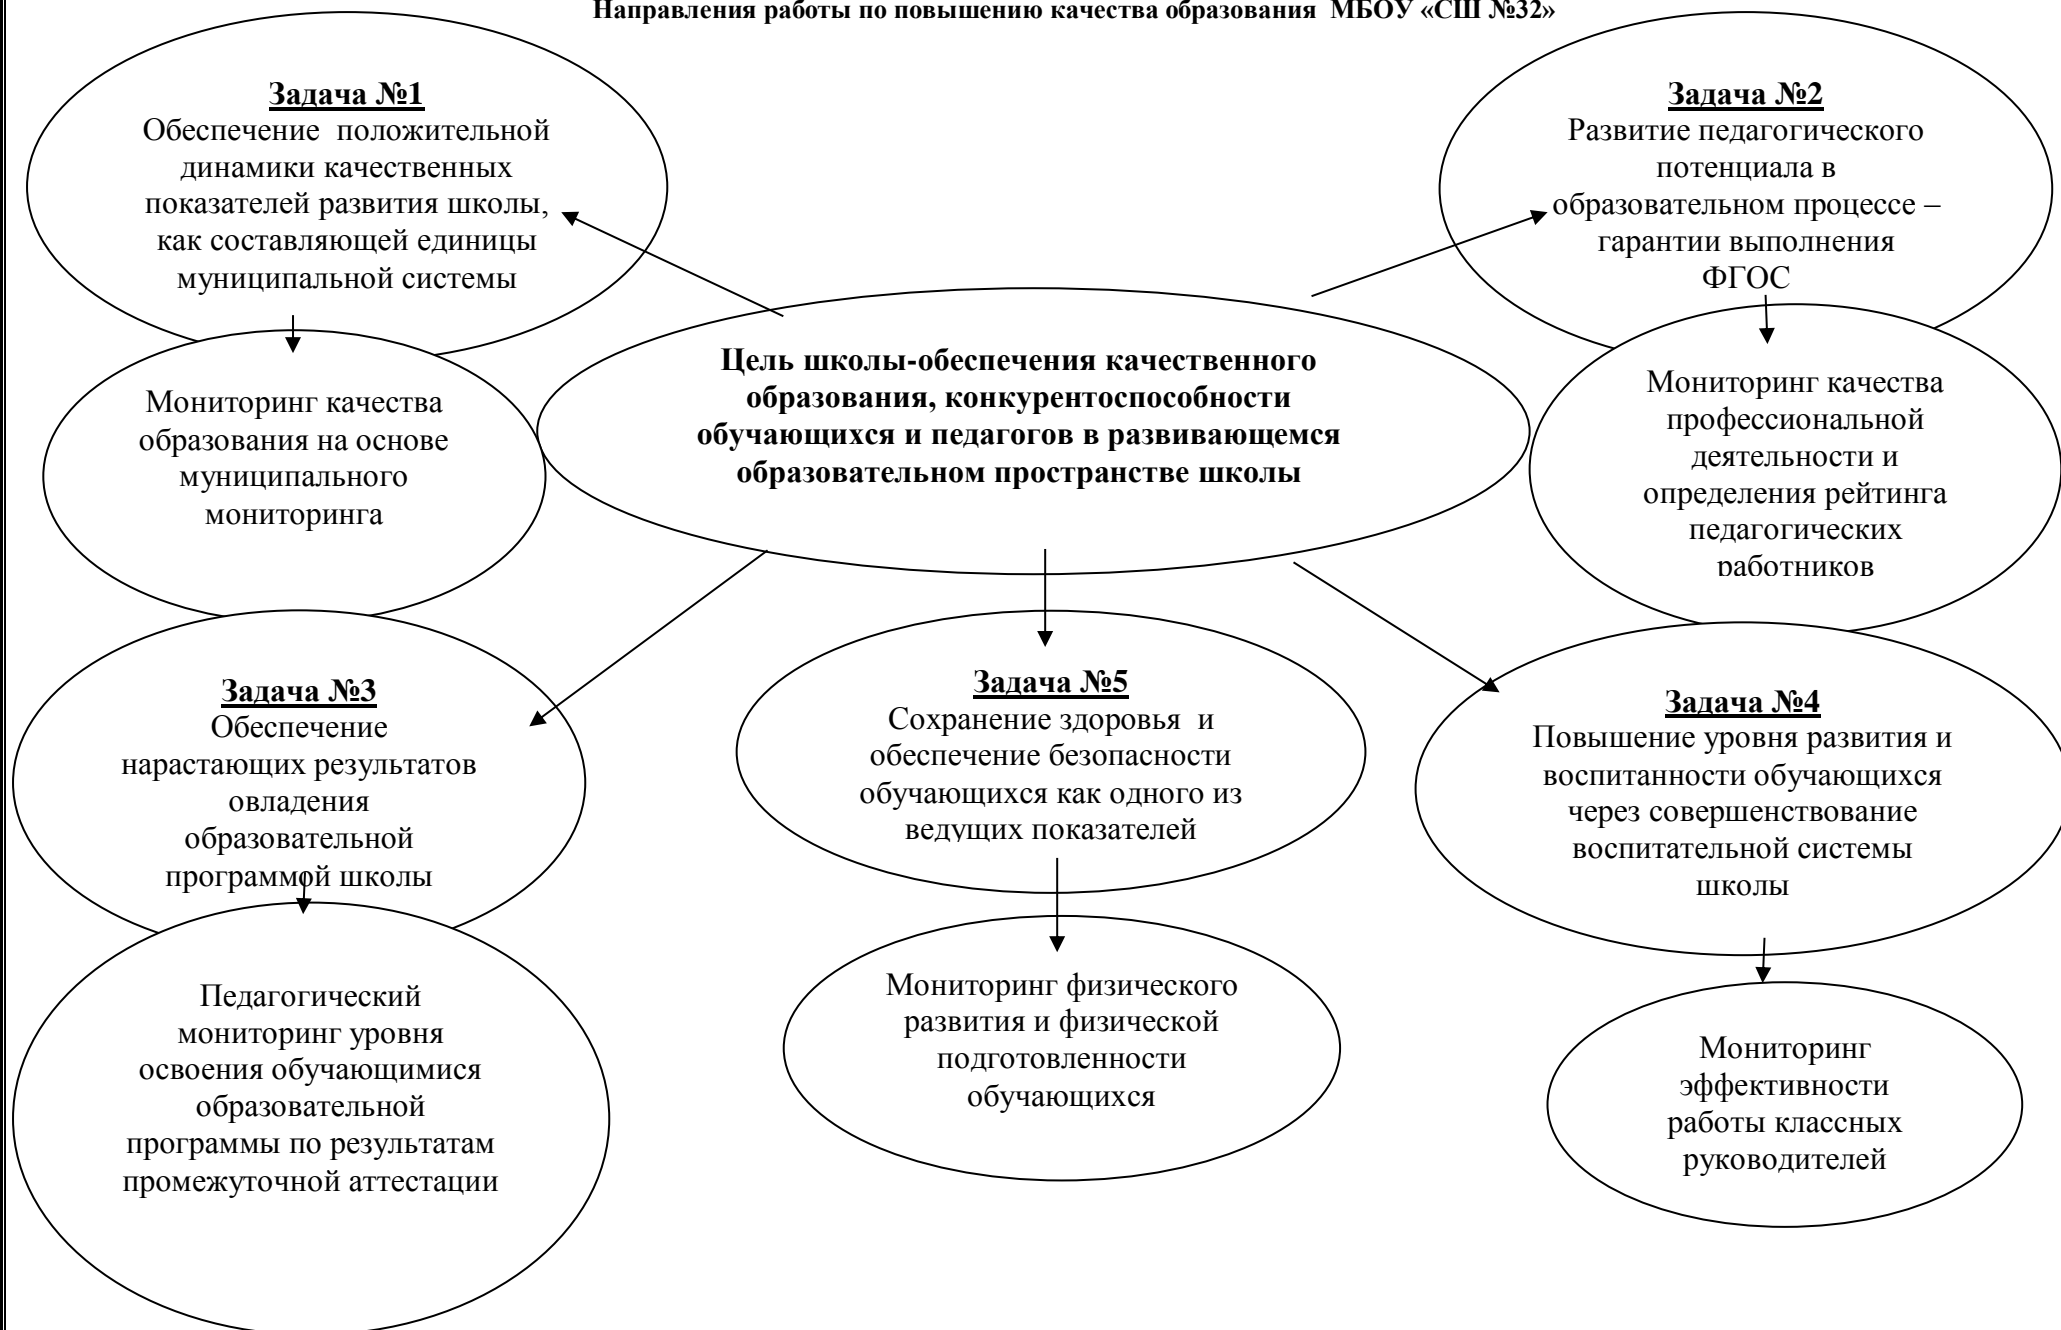 Направления работы по повышению качества образования МБОУ «СШ №32»
Задача №1
Обеспечение положительной
динамики качественных
показателей развития школы,
как составляющей единицы
муниципальной системы
Задача №2
Развитие педагогического
потенциала в
образовательном процессе –
гарантии выполнения
ФГОС
Цель школы-обеспечения качественного
образования, конкурентоспособности
обучающихся и педагогов в развивающемся
образовательном пространстве школы
Мониторинг качества
образования на основе
муниципального
мониторинга
Мониторинг качества
профессиональной
деятельности и
определения рейтинга
педагогических
работников
Задача №3
Обеспечение
нарастающих результатов
овладения
образовательной
программой школы
Задача №5
Сохранение здоровья и
обеспечение безопасности
обучающихся как одного из
ведущих показателей
Задача №4
Повышение уровня развития и
воспитанности обучающихся
через совершенствование
воспитательной системы
школы
Педагогический
мониторинг уровня
освоения обучающимися
образовательной
программы по результатам
промежуточной аттестации
Мониторинг физического
развития и физической
подготовленности
обучающихся
Мониторинг
эффективности
работы классных
руководителей